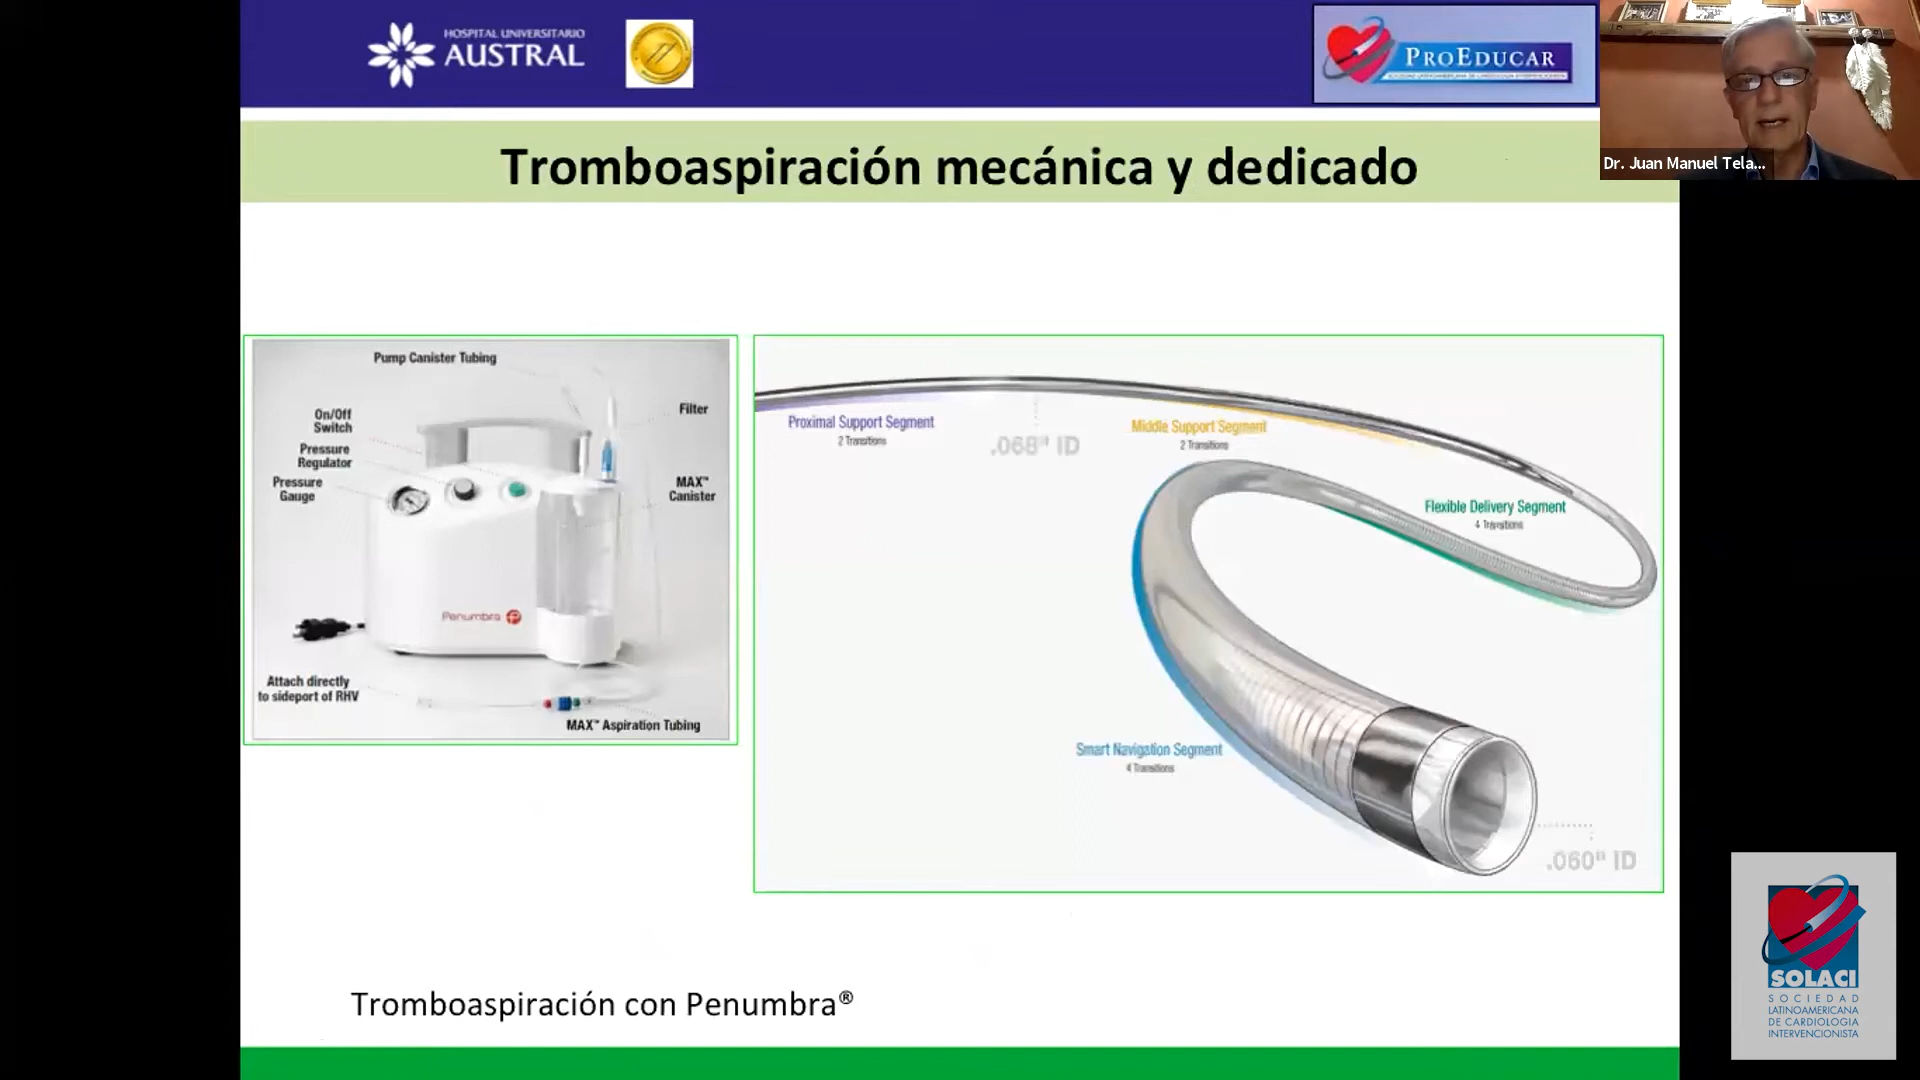 HOSPITAL UNIVERSITARIO
AUSTRAL
PROEDUCAR
Dr. Juan Manuel Tela...
Tromboaspiración mecánica y dedicado
Pump Canister Tubing
On/Off
Switch
Filter
Pressure
Regulator
Pressure
Gauge
MAX™
Canister
Penumbra
Attach directly
to sideport of RHV
MAX™ Aspiration Tubing
Proximal Support Segment
2 Transitions
.068" ID
Middle Support Segment
2 Transitions
Flexible Delivery Segment
4 Transitions
Smart Navigation Segment
4 Transitions
.060" ID
Tromboaspiración con Penumbra®
SOLACI
SOCIEDAD
LATINOAMERICANA
DE CARDIOLOGIA
INTERVENCIONISTA